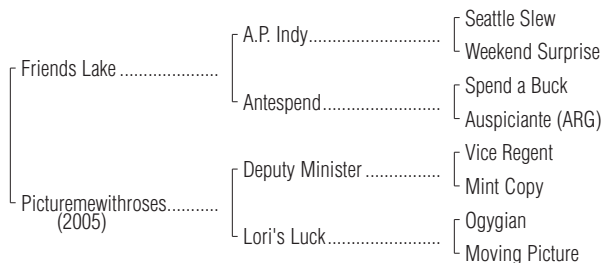 Seattle Slew
A.P. Indy........................................
Weekend Surprise
Friends Lake ......................
Spend a Buck
Antespend....................................
Auspiciante (ARG)
Vice Regent
Deputy Minister ......................
Mint Copy
Picturemewithroses...........
(2005)
Ogygian
Lori's Luck...................................
Moving Picture